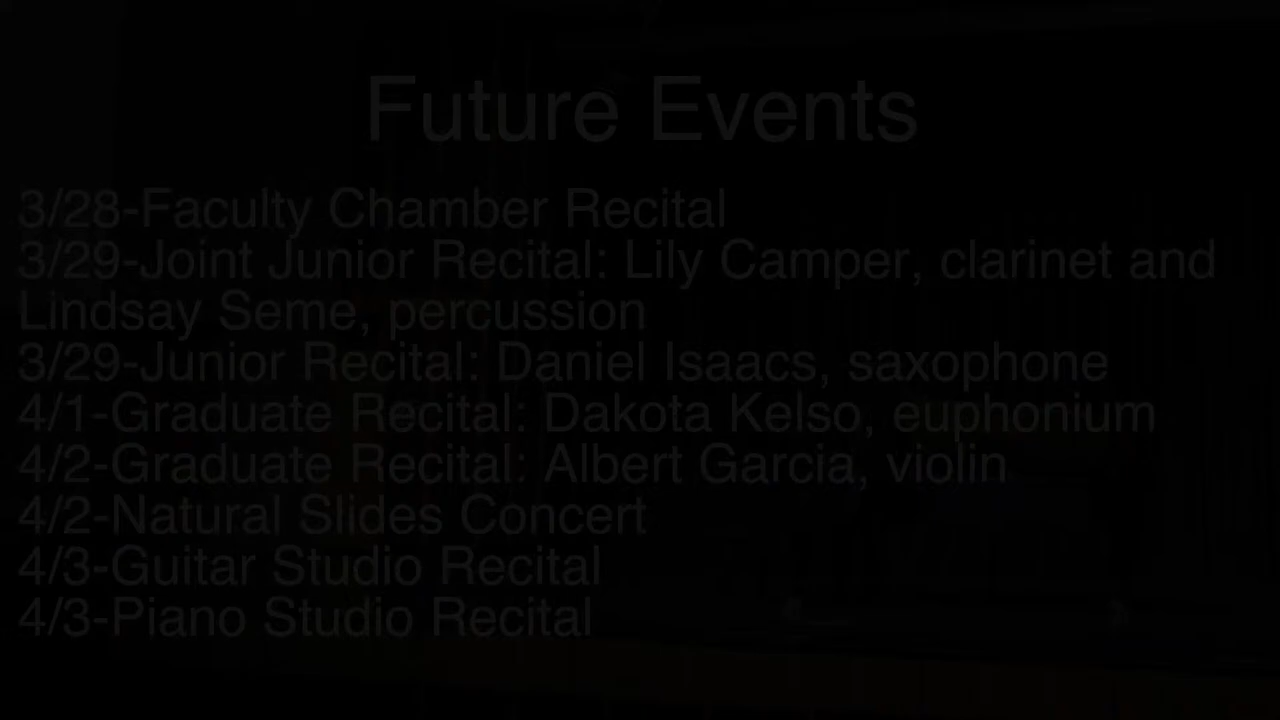 Future Events
3/28-Faculty Chamber Recital
3/29-Joint Junior Recital: Lily Camper, clarinet and
Lindsay Seme, percussion
3/29-Junior Recital: Daniel Isaacs, saxophone
4/1-Graduate Recital: Dakota Kelso, euphonium
4/2-Graduate Recital: Albert Garcia, violin
4/2-Natural Slides Concert
4/3-Guitar Studio Recital
4/3-Piano Studio Recital